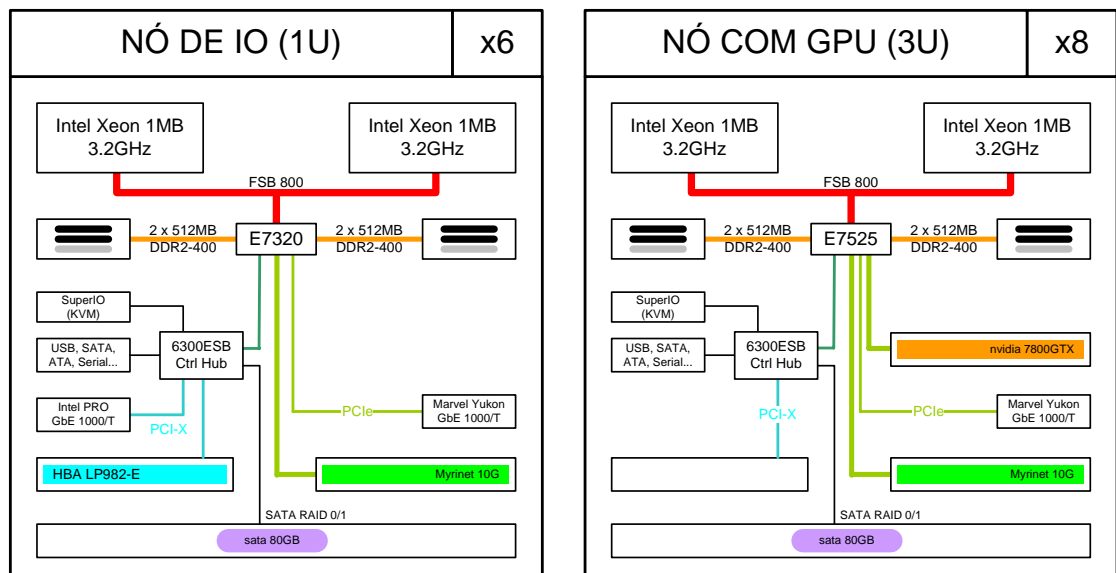 NÓ DE IO (1U)
x6
Intel Xeon 1MB
3.2GHz
Intel Xeon 1MB
3.2GHz
FSB 800
2 x 512MB
DDR2-400
E7320
2 x 512MB
DDR2-400
SuperIO
(KVM)
USB, SATA,
ATA, Serial...
6300ESB
Ctrl Hub
Intel PRO
GbE 1000/T
PCI-X
PCIe
Marvel Yukon
GbE 1000/T
HBA LP982-E
Myrinet 10G
SATA RAID 0/1
sata 80GB
NÓ COM GPU (3U)
x8
Intel Xeon 1MB
3.2GHz
Intel Xeon 1MB
3.2GHz
FSB 800
2 x 512MB
DDR2-400
E7525
2 x 512MB
DDR2-400
SuperIO
(KVM)
USB, SATA,
ATA, Serial...
6300ESB
Ctrl Hub
nvidia 7800GTX
PCI-X
PCIe
Marvel Yukon
GbE 1000/T
Myrinet 10G
SATA RAID 0/1
sata 80GB